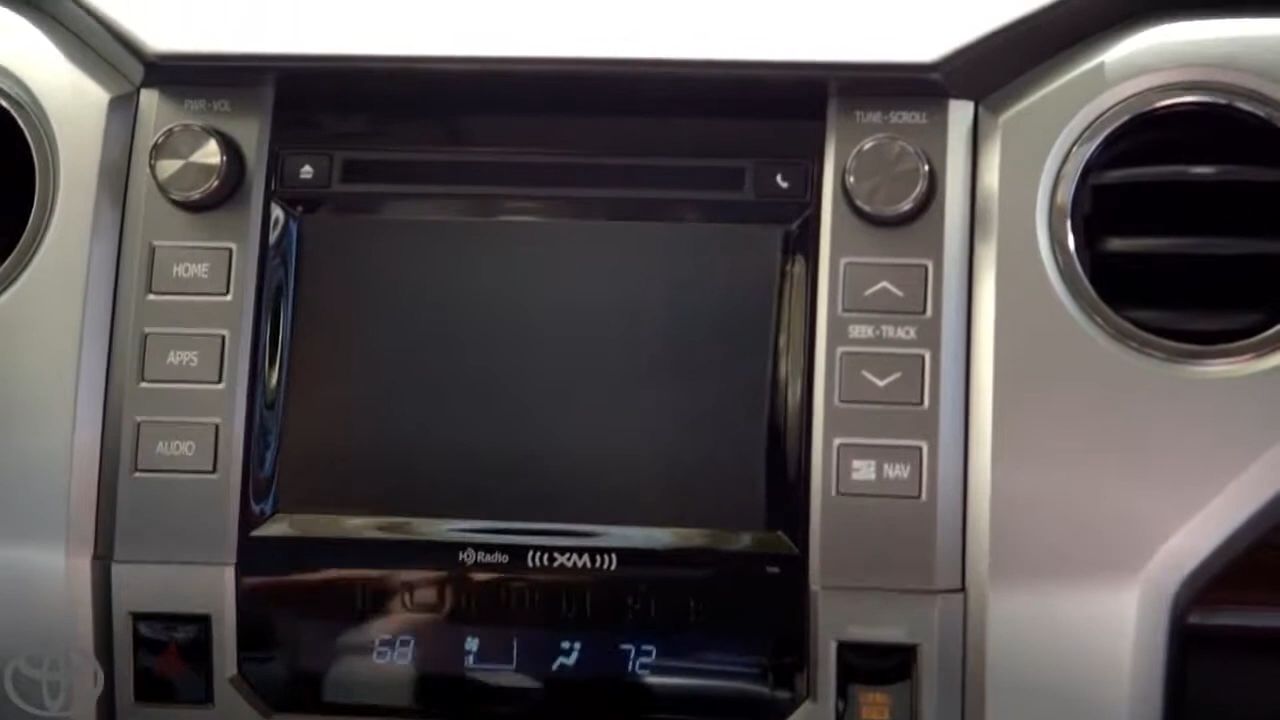 PWR•VOL
TUNE•SCROLL
HOME
APPS
SEEK•TRACK
AUDIO
NAV
HD Radio
((( XM )))
68
72